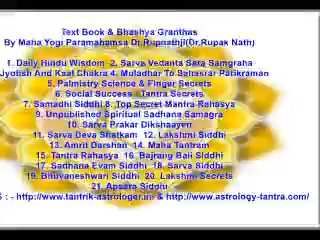 Text Book & Bhashya Granthas
By Maha Yogi Paramahamsa Dr.Rupnathji(Dr.Rupak Nath)
1. Daily Hindu Wisdom 2. Sarva Vedanta Sara Samgraha
Jyotish And Kaal Chakra 4. Muladhar To Sahasrar Parikraman
5. Palmistry Science & Finger Secrets
6. Social Success - Tantra Secrets
7. Samadhi Siddhi 8. Top Secret Mantra Rahasya
9. Unpublished Spiritual Sadhana Samagra
10. Sarva Prakar Dikshaayen
11. Sarva Deva Shatkam 12. Lakshmi Siddhi
13. Amrit Darshan 14. Maha Tantram
15. Tantra Rahasya 16. Bajrang Bali Siddhi
17. Sadhana Evam Siddhi 18. Sarva Siddhi
19. Bhuvaneshwari Siddhi 20. Lakshmi Secrets
21. Apsara Siddhi
S : - http://www.tantrik-astrologer.in/ & http://www.astrology-tantra.com/